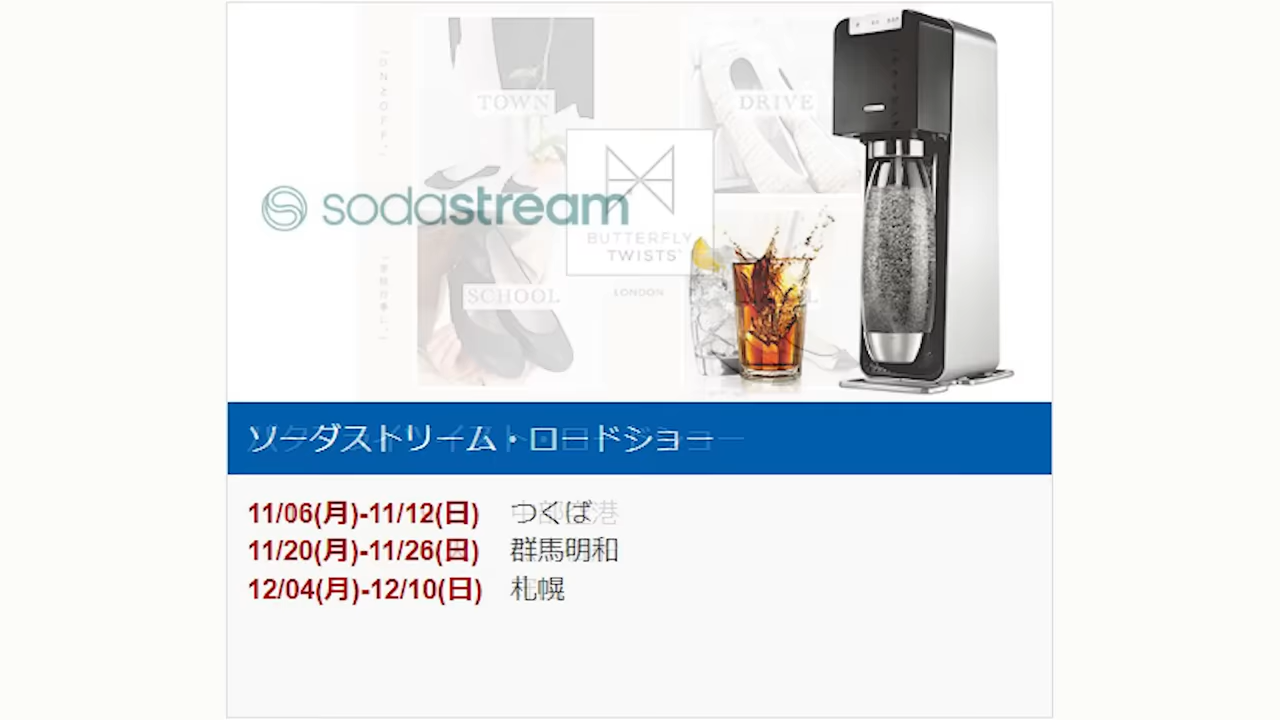 TOWN
DRIVE
sodastream
BUTTERFLY
TWISTS
SCHOOL
LONDON
ソーダストリーム・ロードショー
11/06(月)-11/12(日) つくば
11/20(月)-11/26(日) 群馬明和
12/04(月)-12/10(日) 札幌